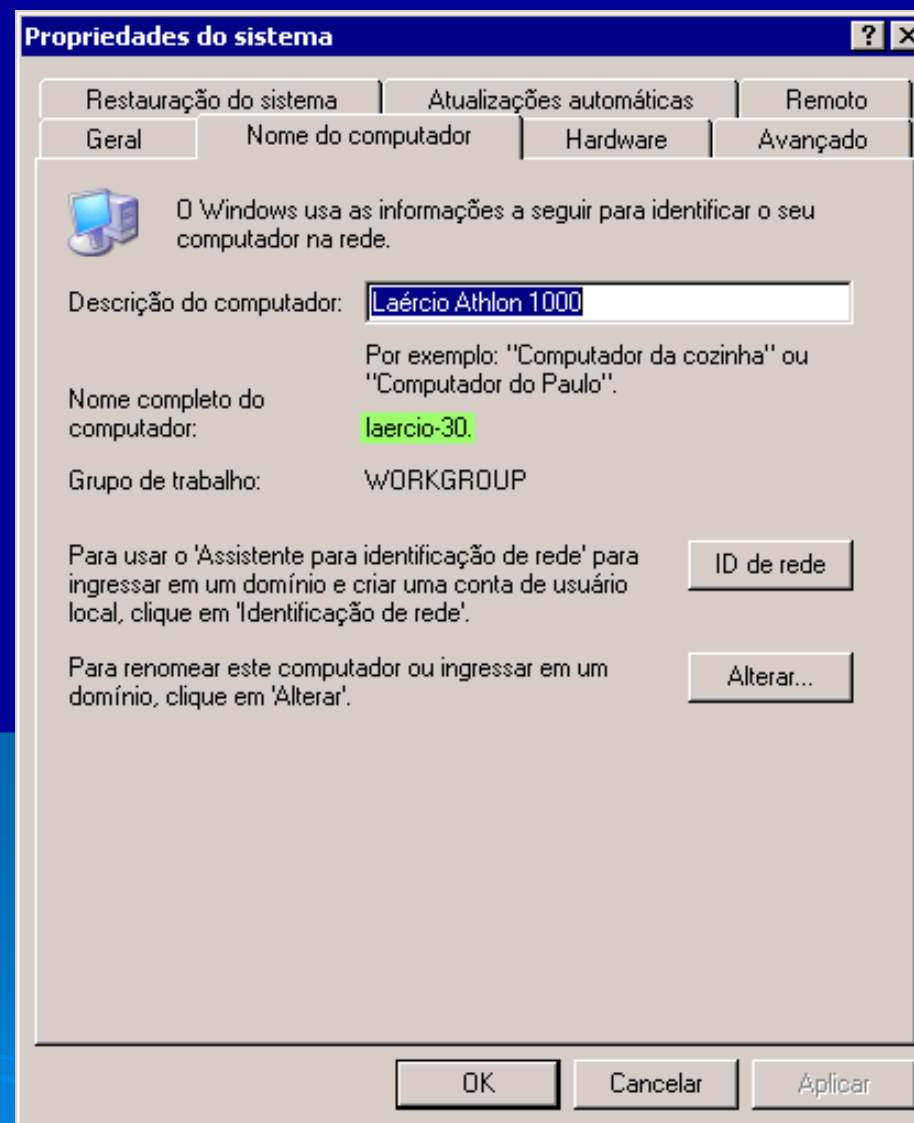 Propriedades do sistema
Restauração do sistema Atualizações automáticas Remoto
Geral Nome do computador Hardware Avançado
O Windows usa as informações a seguir para identificar o seu
computador na rede.
Descrição do computador: Laércio Athlon 1000
Por exemplo: "Computador da cozinha" ou
"Computador do Paulo".
Nome completo do
computador: laercio-30.
Grupo de trabalho: WORKGROUP
Para usar o 'Assistente para identificação de rede' para
ingressar em um domínio e criar uma conta de usuário
local, clique em 'Identificação de rede'.
ID de rede
Para renomear este computador ou ingressar em um
domínio, clique em 'Alterar'.
Alterar...
OK Cancelar Aplicar